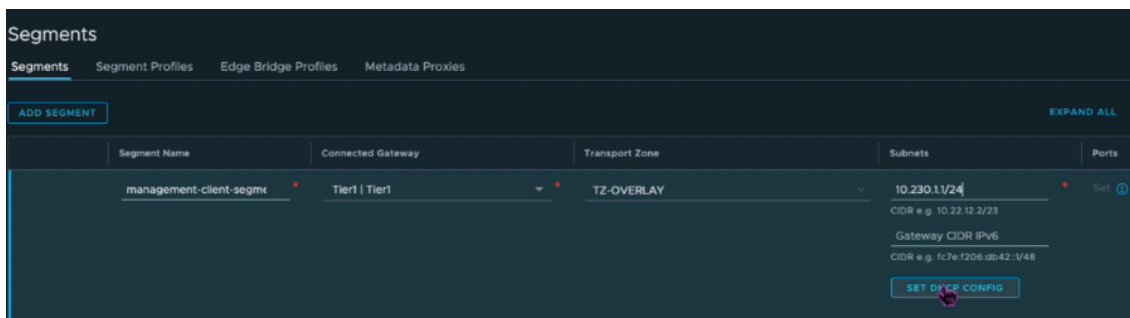 Segments
Segments Segment Profiles Edge Bridge Profiles Metadata Proxies
ADD SEGMENT EXPAND ALL
Segment Name Connected Gateway Transport Zone Subnets Ports
management-client-segme * Tier1 | Tier1 * TZ-OVERLAY 10.230.1.1/24 * Set
CIDR e.g. 10.22.12.2/23
Gateway CIDR IPv6
CIDR e.g. fc7e:f206:db42::1/48
SET DHCP CONFIG